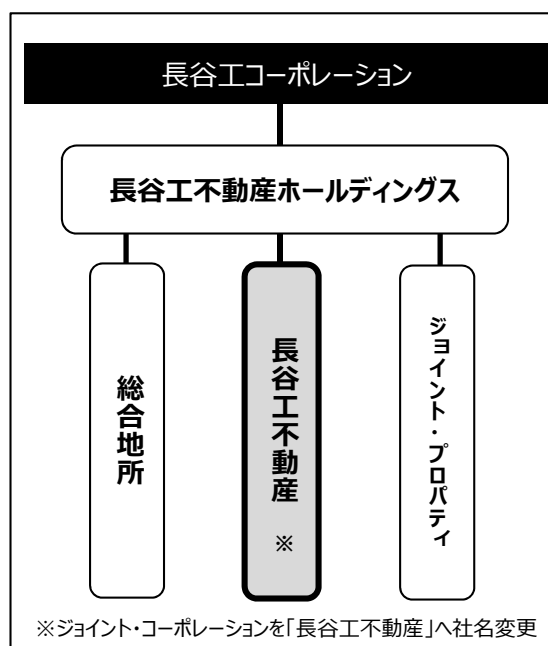 長谷工コーポレーション
長谷工不動産ホールディングス
総合地所
長谷工不動産
※
ジョイント・プロパティ
※ジョイント・コーポレーションを「長谷工不動産」へ社名変更